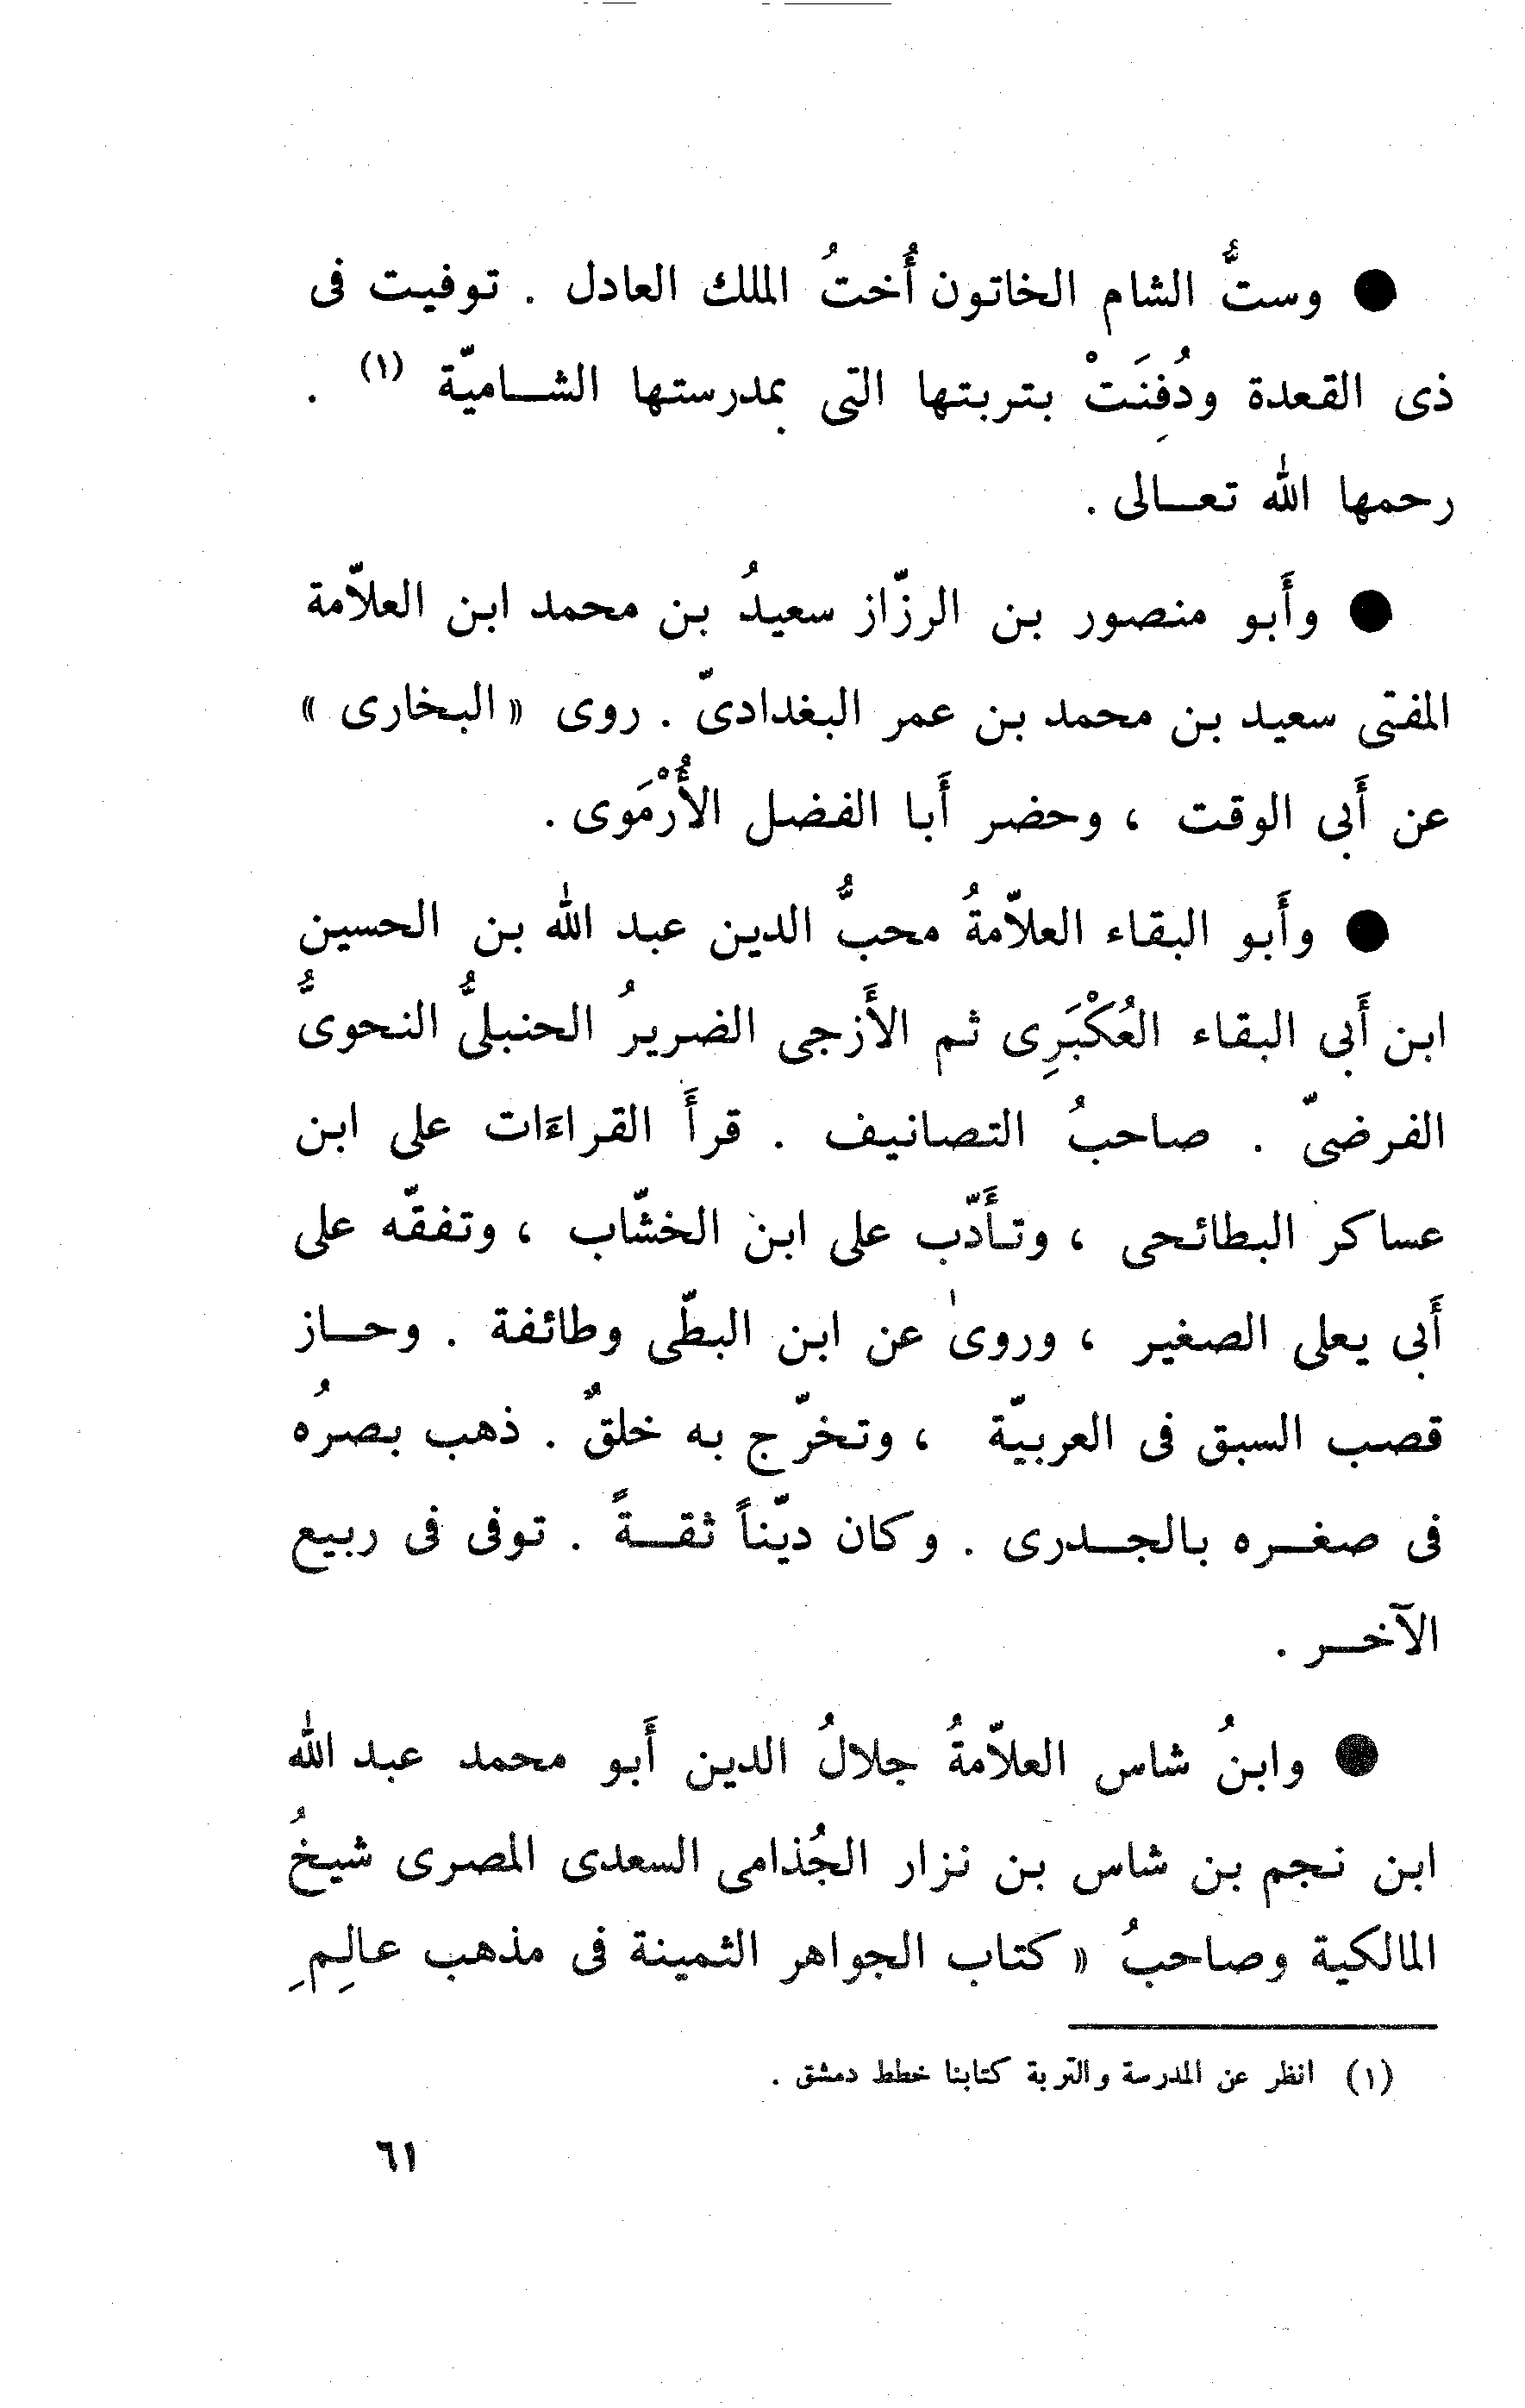 ● وستُّ الشام الخاتون أُختُ الملك العادل . توفيت فى
ذى القعدة ودُفِنَتْ بتربتها التى بمدرستها الشـاميّة (١) .
رحمها الله تعـالى .
● وأَبو منصور بن الرزّاز سعيدُ بن محمد ابن العلاّمة
المفتى سعيد بن محمد بن عمر البغدادىّ . روى « البخارى »
عن أَبى الوقت ، وحضر أَبا الفضل الأُرْمَوى .
● وأَبو البقاء العلاّمةُ محبُّ الدين عبد الله بن الحسين
ابن أَبى البقاء العُكْبَرِى ثم الأَزجى الضريرُ الحنبلىُّ النحوىُّ
الفرضىّ . صاحبُ التصانيف . قرأَ القراءَات على ابن
عساكر البطائحى ، وتأَدّب على ابن الخشّاب ، وتفقّه على
أَبى يعلى الصغير ، وروىٰ عن ابن البطّى وطائفة . وحـاز
قصب السبق فى العربيّة ، وتخرّج به خلقٌ . ذهب بصرُه
فى صغـره بالجـدرى . وكان ديّناً ثقـةً . توفى فى ربيع
الآخـر .
● وابنُ شاس العلاّمةُ جلالُ الدين أَبو محمد عبد الله
ابن نجم بن شاس بن نزار الجُذامى السعدى المصرى شيخُ
المالكية وصاحبُ « كتاب الجواهر الثمينة فى مذهب عالِمِ
(١) انظر عن المدرسة والتربة كتابنا خطط دمشق .
٦١